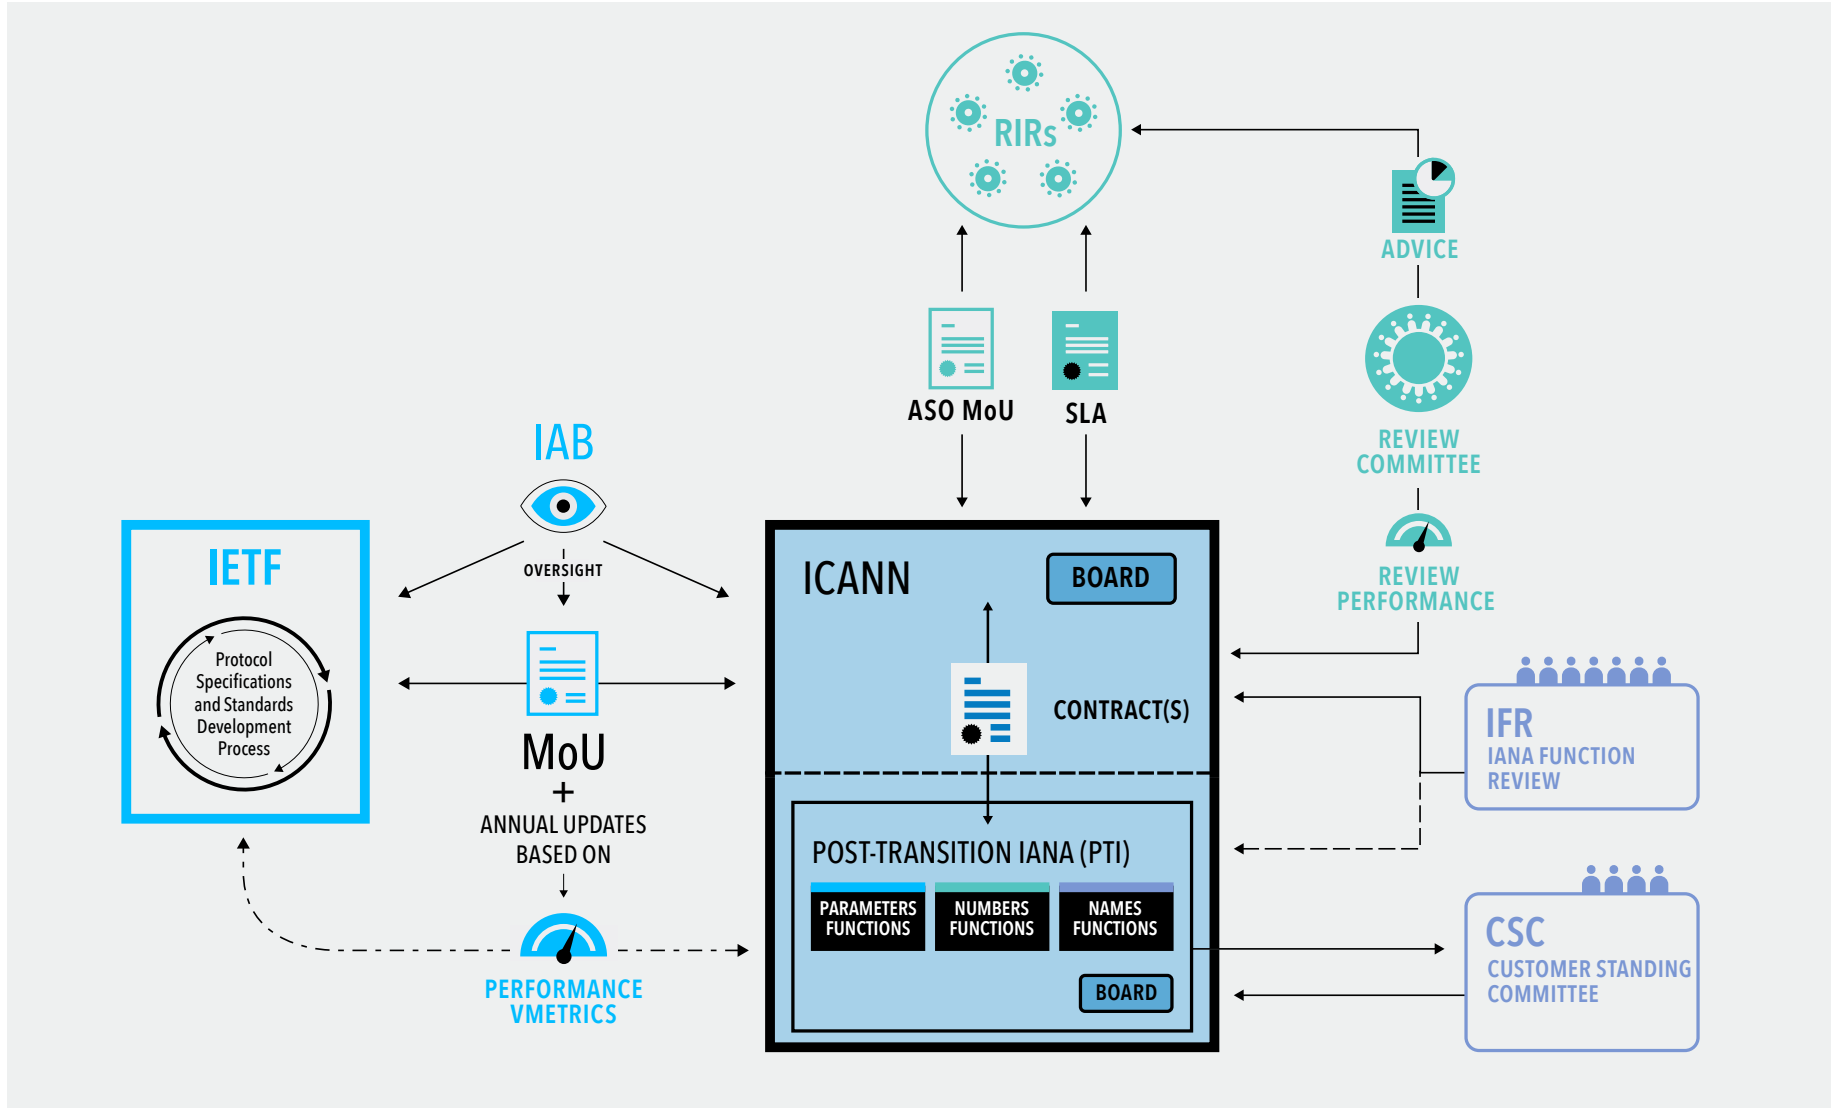 RIRs
ADVICE
ASO MoU
SLA
REVIEW
COMMITTEE
REVIEW
PERFORMANCE
IAB
OVERSIGHT
IETF
Protocol
Specifications
and Standards
Development
Process
MoU
+
ANNUAL UPDATES
BASED ON
PERFORMANCE
VMETRICS
ICANN
BOARD
CONTRACT(S)
POST-TRANSITION IANA (PTI)
PARAMETERS
FUNCTIONS
NUMBERS
FUNCTIONS
NAMES
FUNCTIONS
BOARD
IFR
IANA FUNCTION
REVIEW
CSC
CUSTOMER STANDING
COMMITTEE